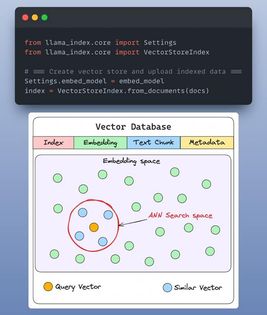 from llama_index.core import Settings
from llama_index.core import VectorStoreIndex
# === Create vector store and upload indexed data ===
Settings.embed_model = embed_model
index = VectorStoreIndex.from_documents(docs)
Vector Database
Index Embedding Text Chunk Metadata
Embedding space
ANN Search space
Query Vector Similar Vector